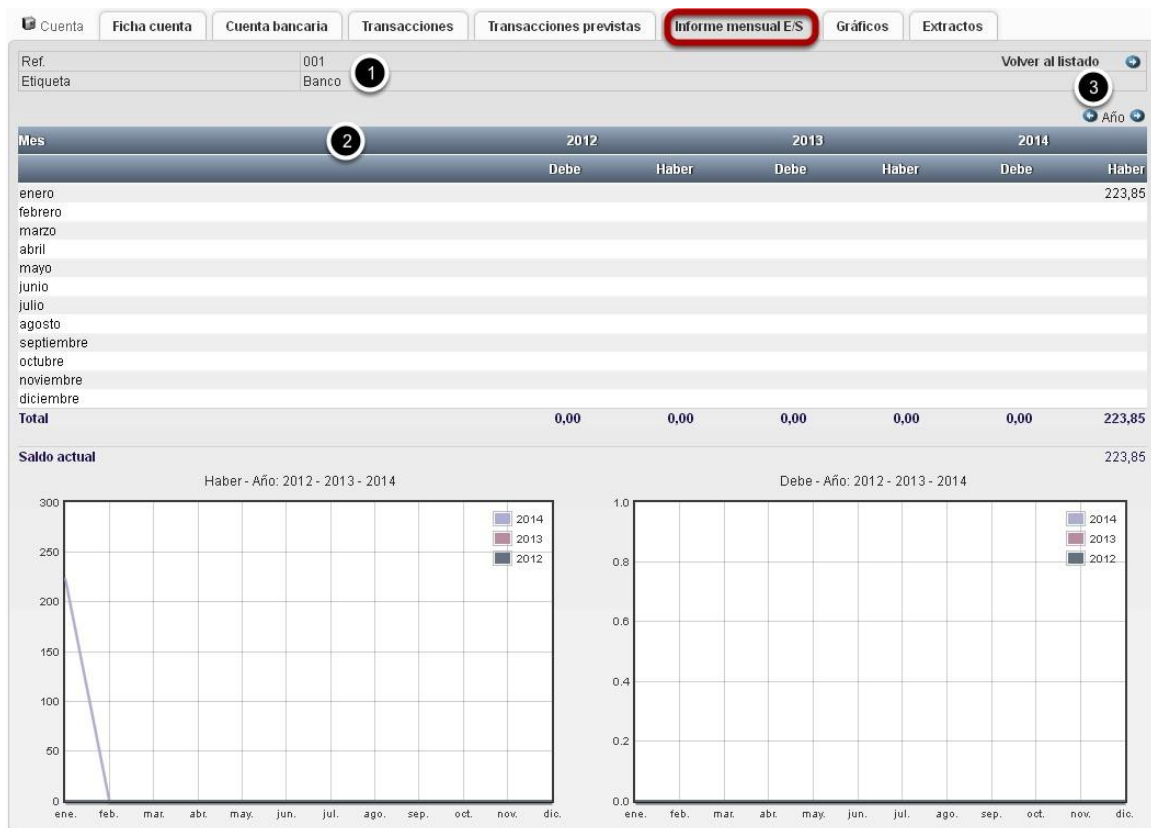 Cuenta Ficha cuenta Cuenta bancaria Transacciones Transacciones previstas Informe mensual E/S Gráficos Extractos
Ref. 001 Volver al listado
Etiqueta Banco 1
3
Año
Mes 2 2012 2013 2014
Debe Haber Debe Haber Debe Haber
enero 223,85
febrero
marzo
abril
mayo
junio
julio
agosto
septiembre
octubre
noviembre
diciembre
Total 0,00 0,00 0,00 0,00 0,00 223,85
Saldo actual 223,85
Haber - Año: 2012 - 2013 - 2014
300
250
200
150
100
50
0
ene. feb. mar. abr. may. jun. jul. ago. sep. oct. nov. dic.
2014
2013
2012
Debe - Año: 2012 - 2013 - 2014
1.0
0.8
0.6
0.4
0.2
0.0
ene. feb. mar. abr. may. jun. jul. ago. sep. oct. nov. dic.
2014
2013
2012